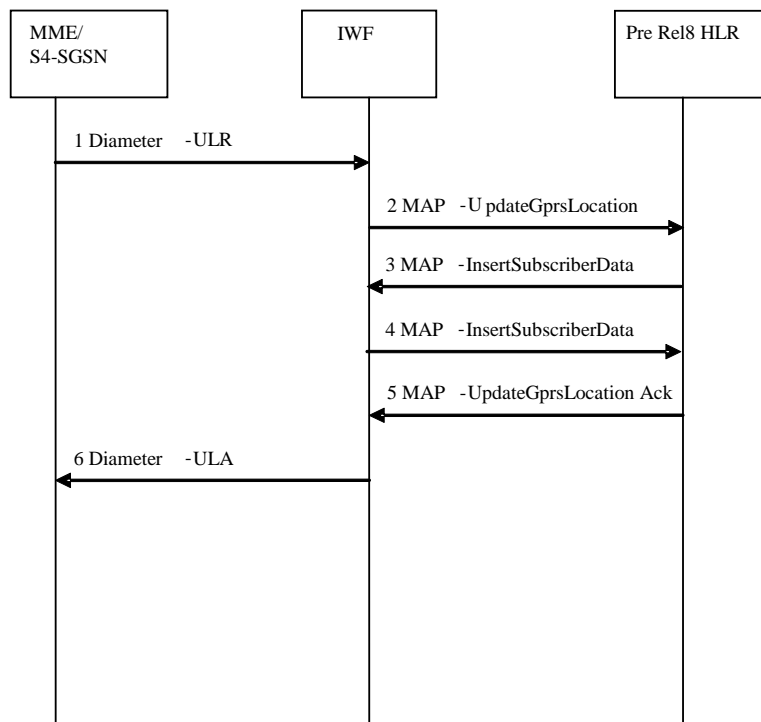 MME/
S4-SGSN
IWF
Pre Rel8 HLR
1 Diameter -ULR
2 MAP -U pdateGprsLocation
3 MAP -InsertSubscriberData
4 MAP -InsertSubscriberData
5 MAP -UpdateGprsLocation Ack
6 Diameter -ULA